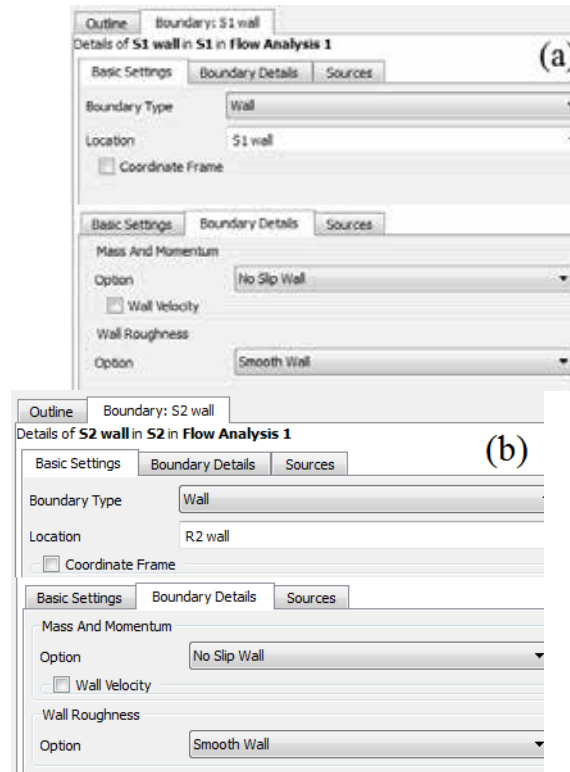 Outline Boundary: S1 wall
Details of S1 wall in S1 in Flow Analysis 1
(a)
Basic Settings Boundary Details Sources
Boundary Type Wall
Location S1 wall
Coordinate Frame
Basic Settings Boundary Details Sources
Mass And Momentum
Option No Slip Wall
Wall Velocity
Wall Roughness
Option Smooth Wall
Outline Boundary: S2 wall
Details of S2 wall in S2 in Flow Analysis 1
(b)
Basic Settings Boundary Details Sources
Boundary Type Wall
Location R2 wall
Coordinate Frame
Basic Settings Boundary Details Sources
Mass And Momentum
Option No Slip Wall
Wall Velocity
Wall Roughness
Option Smooth Wall